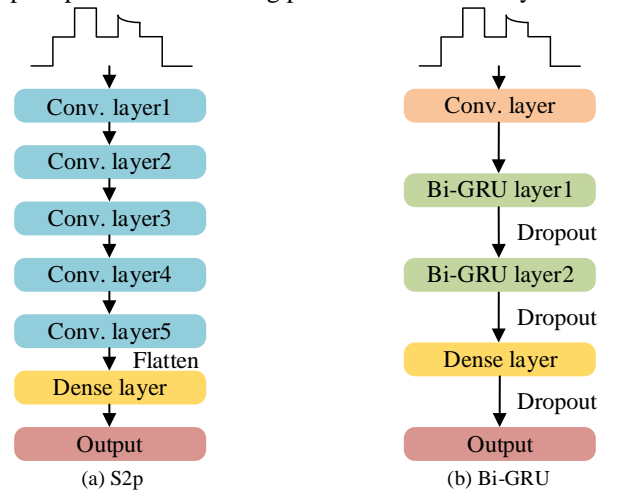 Conv. layer1
Conv. layer2
Conv. layer3
Conv. layer4
Conv. layer5
Flatten
Dense layer
Output
(a) S2p
Conv. layer
Bi-GRU layer1
Dropout
Bi-GRU layer2
Dropout
Dense layer
Dropout
Output
(b) Bi-GRU